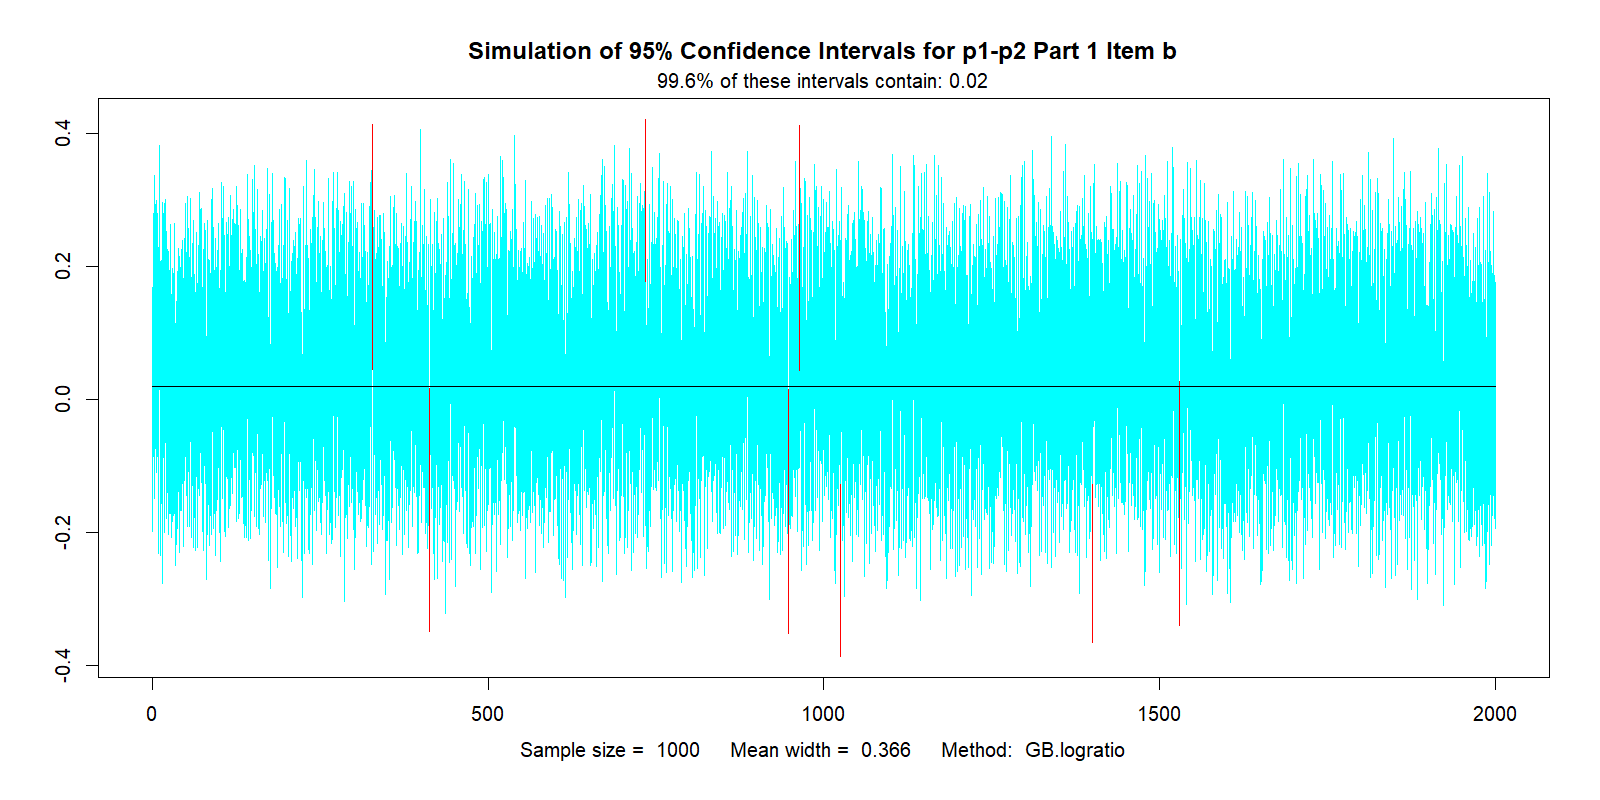 Simulation of 95% Confidence Intervals for p1-p2 Part 1 Item b
99.6% of these intervals contain: 0.02
0.4
0.2
0.0
-0.2
-0.4
0 500 1000 1500 2000
Sample size = 1000 Mean width = 0.366 Method: GB.logratio